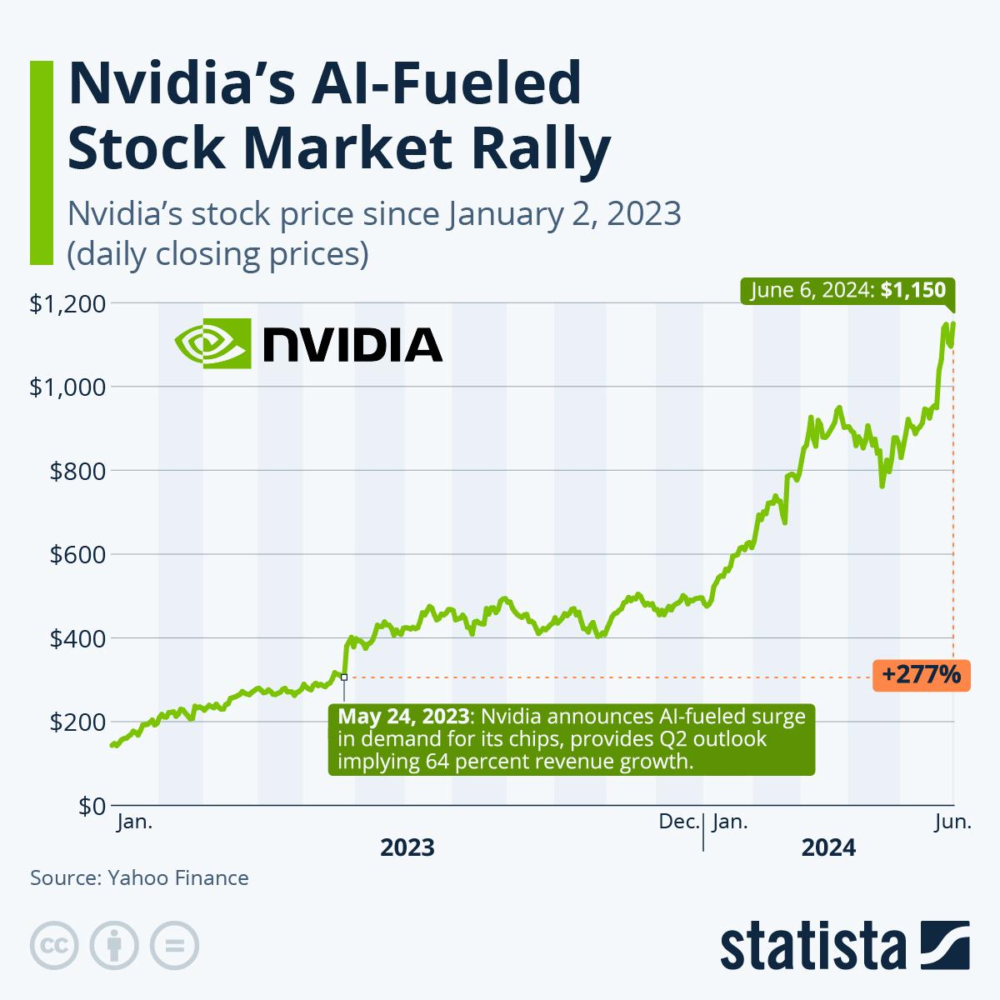 Nvidia’s AI-Fueled
Stock Market Rally
Nvidia’s stock price since January 2, 2023
(daily closing prices)
June 6, 2024: $1,150
$1,200
NVIDIA
$1,000
$800
$600
$400
+277%
May 24, 2023: Nvidia announces AI-fueled surge
in demand for its chips, provides Q2 outlook
implying 64 percent revenue growth.
$200
$0
Jan. Dec. Jan. Jun.
2023 2024
Source: Yahoo Finance
cc
statista